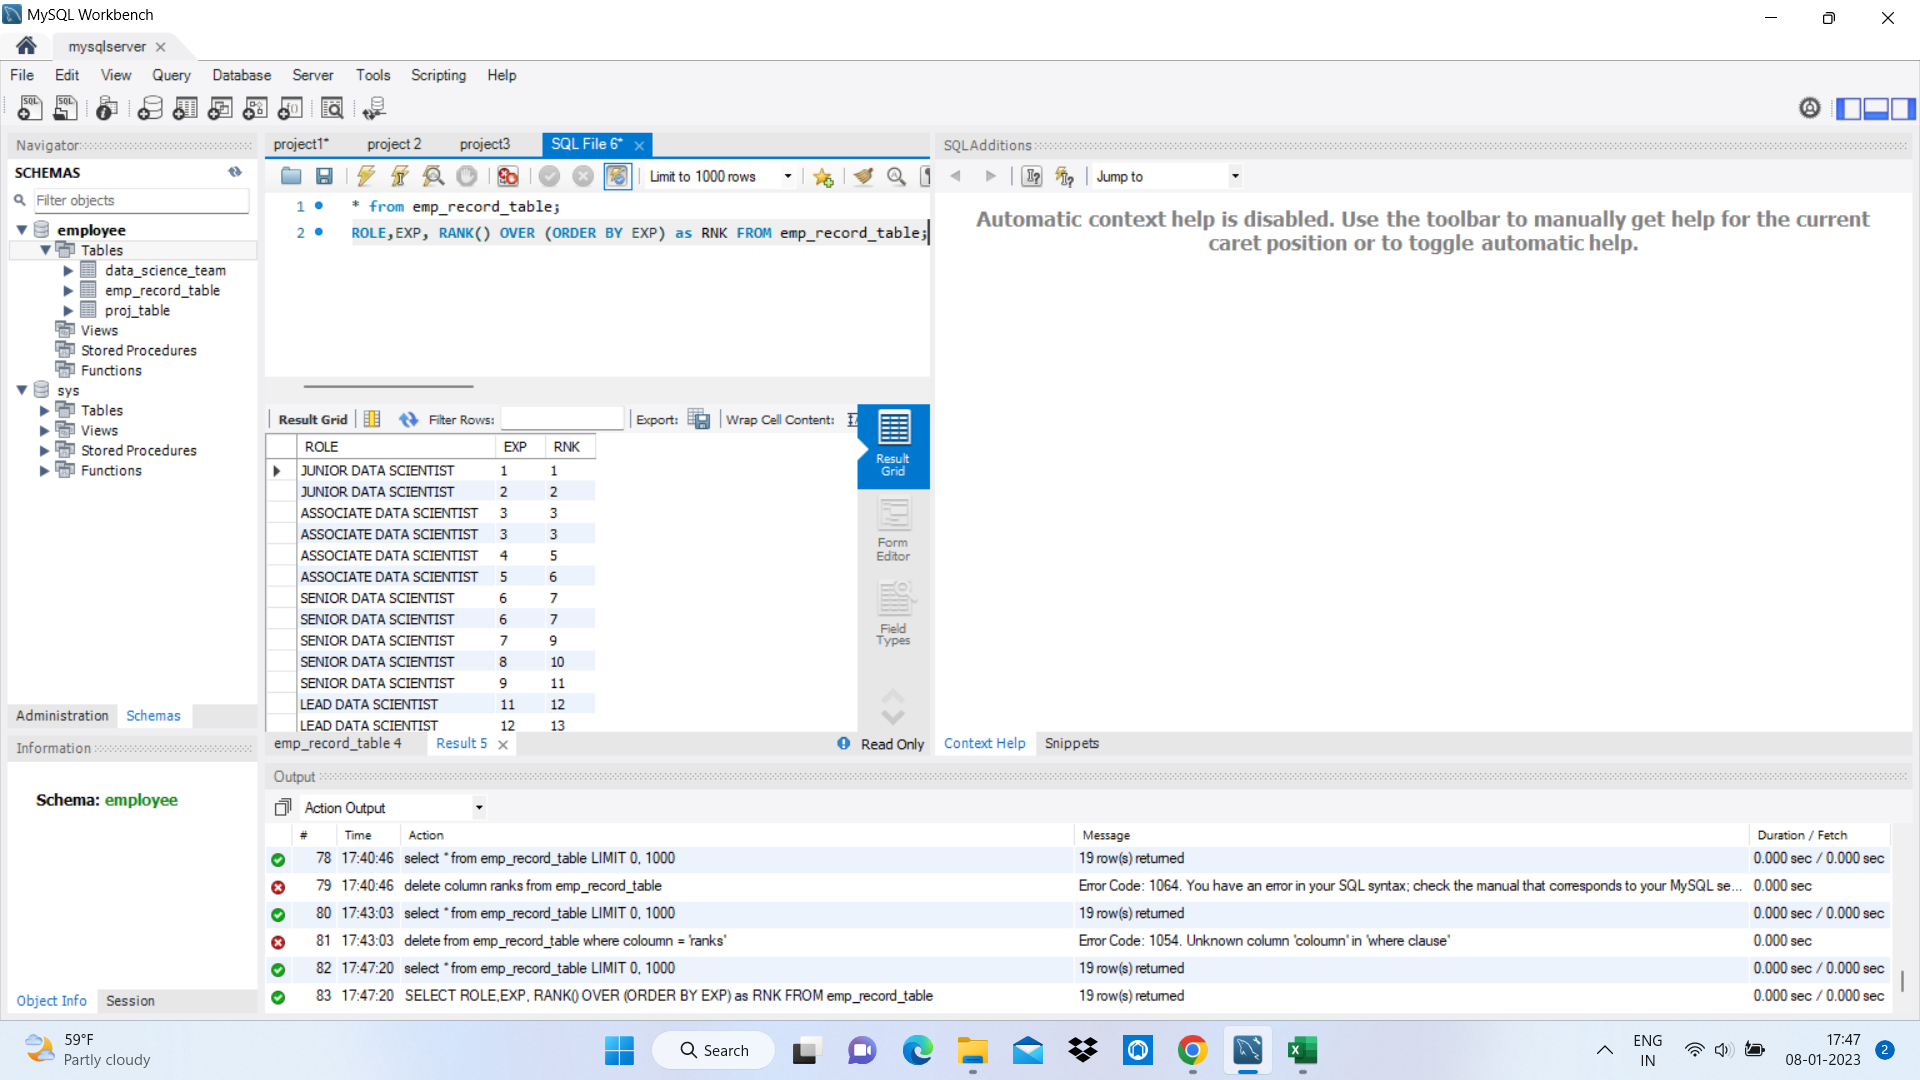 MySQL Workbench
mysqlserver
File Edit View Query Database Server Tools Scripting Help
Navigator
SCHEMAS
Filter objects
employee
Tables
data_science_team
emp_record_table
proj_table
Views
Stored Procedures
Functions
sys
Tables
Views
Stored Procedures
Functions
Administration Schemas
Information
Schema: employee
Object Info Session
project1* project 2 project3 SQL File 6*
Limit to 1000 rows
1 * from emp_record_table;
2 ROLE,EXP, RANK() OVER (ORDER BY EXP) as RNK FROM emp_record_table;
Result Grid Filter Rows: Export: Wrap Cell Content:
ROLE EXP RNK
JUNIOR DATA SCIENTIST 1 1
JUNIOR DATA SCIENTIST 2 2
ASSOCIATE DATA SCIENTIST 3 3
ASSOCIATE DATA SCIENTIST 3 3
ASSOCIATE DATA SCIENTIST 4 5
ASSOCIATE DATA SCIENTIST 5 6
SENIOR DATA SCIENTIST 6 7
SENIOR DATA SCIENTIST 6 7
SENIOR DATA SCIENTIST 7 9
SENIOR DATA SCIENTIST 8 10
SENIOR DATA SCIENTIST 9 11
LEAD DATA SCIENTIST 11 12
LEAD DATA SCIENTIST 12 13
Result
Grid
Form
Editor
Field
Types
emp_record_table 4 Result 5 Read Only
SQLAdditions
Jump to
Automatic context help is disabled. Use the toolbar to manually get help for the current
caret position or to toggle automatic help.
Context Help Snippets
Output
Action Output
# Time Action Message Duration / Fetch
78 17:40:46 select * from emp_record_table LIMIT 0, 1000 19 row(s) returned 0.000 sec / 0.000 sec
79 17:40:46 delete column ranks from emp_record_table Error Code: 1064. You have an error in your SQL syntax; check the manual that corresponds to your MySQL se... 0.000 sec
80 17:43:03 select * from emp_record_table LIMIT 0, 1000 19 row(s) returned 0.000 sec / 0.000 sec
81 17:43:03 delete from emp_record_table where coloumn = 'ranks' Error Code: 1054. Unknown column 'coloumn' in 'where clause' 0.000 sec
82 17:47:20 select * from emp_record_table LIMIT 0, 1000 19 row(s) returned 0.000 sec / 0.000 sec
83 17:47:20 SELECT ROLE,EXP, RANK() OVER (ORDER BY EXP) as RNK FROM emp_record_table 19 row(s) returned 0.000 sec / 0.000 sec
59°F
Partly cloudy
Search
ENG
IN
17:47
08-01-2023
2